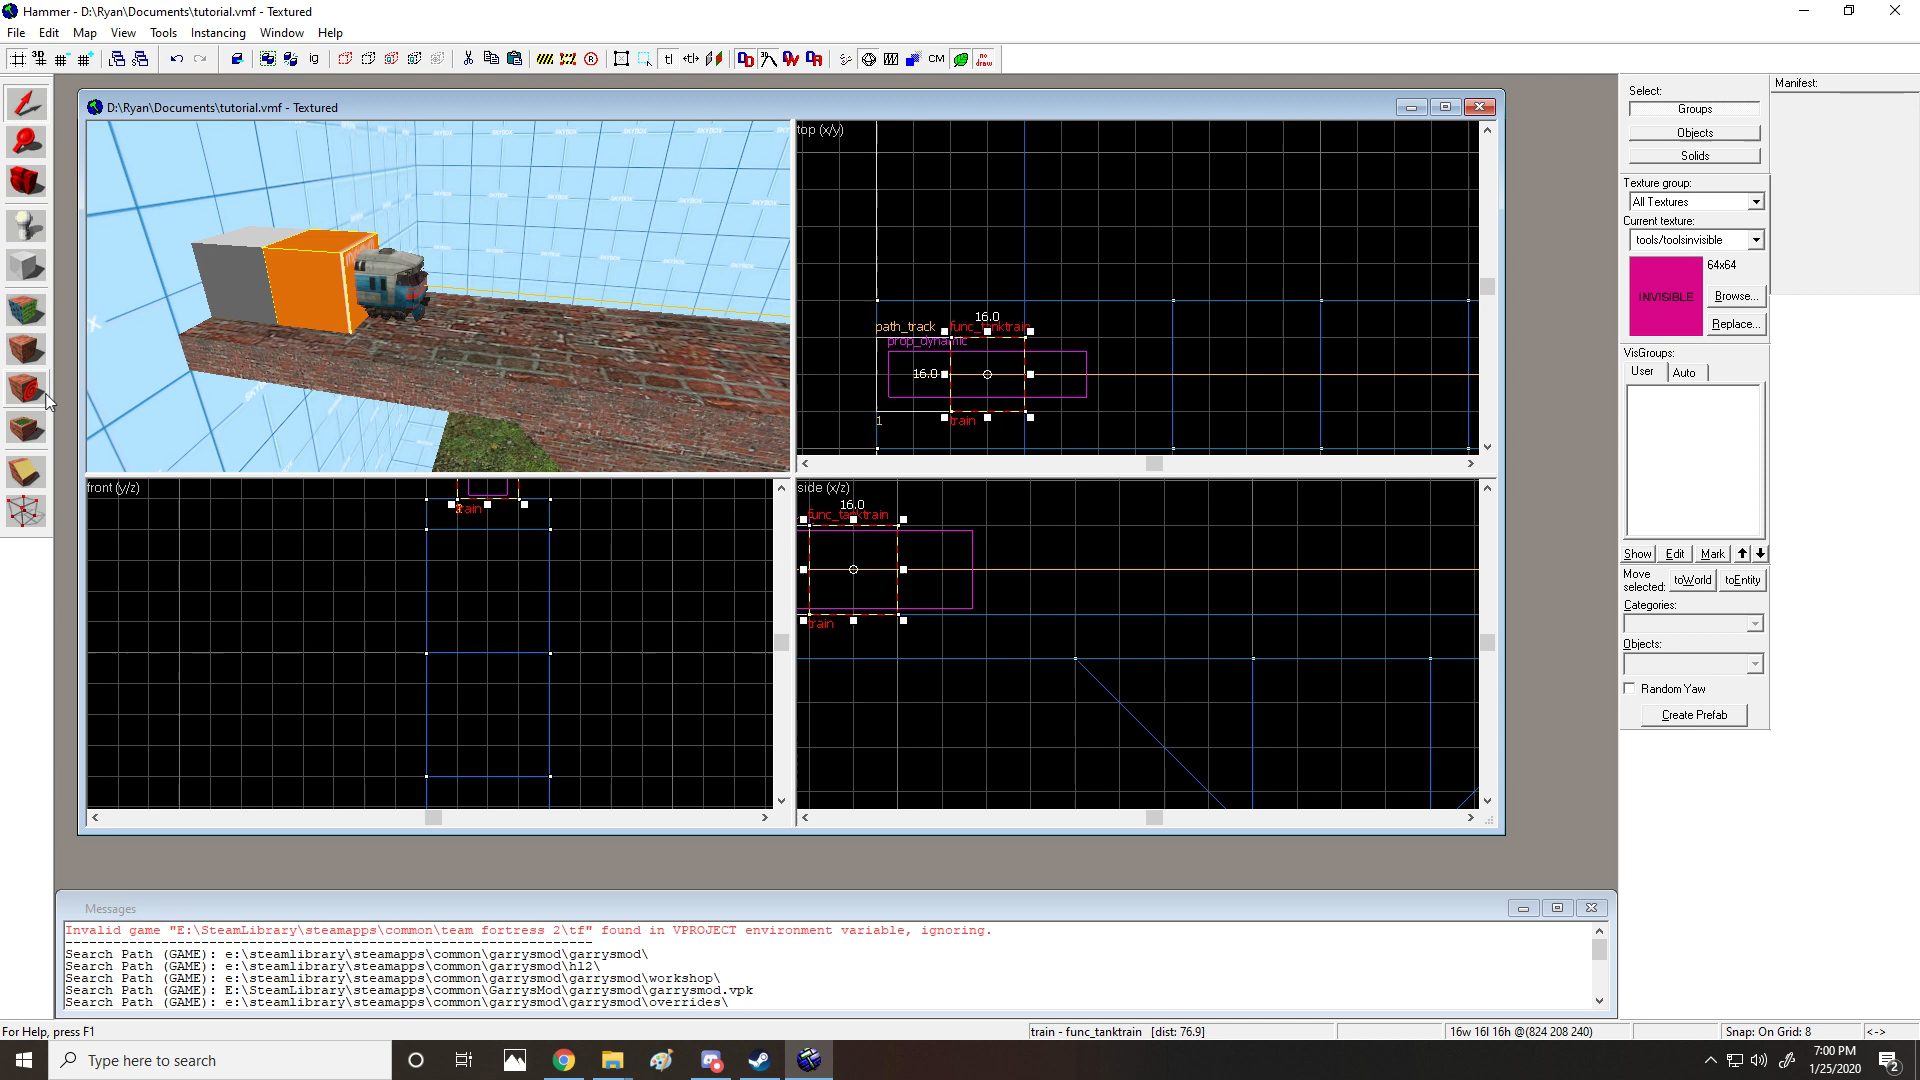 Hammer - D:\Ryan\Documents\tutorial.vmf - Textured
File Edit Map View Tools Instancing Window Help
3D
ig
tl
<tl>
CM
no draw
D:\Ryan\Documents\tutorial.vmf - Textured
top (x/y)
path_track
16.0
prop_dynamic
16.0
1
train
front (y/z)
train
side (x/z)
16.0
train
Select:
Groups
Objects
Solids
Texture group:
All Textures
Current texture:
tools/toolsinvisible
INVISIBLE
64x64
Browse...
Replace...
VisGroups:
User Auto
Show Edit Mark
Move selected:
toWorld toEntity
Categories:
Objects:
Random Yaw
Create Prefab
Manifest:
Messages
Invalid game "E:\SteamLibrary\steamapps\common\team fortress 2\tf" found in VPROJECT environment variable, ignoring.
Search Path (GAME): e:\steamlibrary\steamapps\common\garrysmod\garrysmod\
Search Path (GAME): e:\steamlibrary\steamapps\common\garrysmod\hl2\
Search Path (GAME): e:\steamlibrary\steamapps\common\garrysmod\garrysmod\workshop\
Search Path (GAME): E:\steamlibrary\steamapps\common\GarrysMod\garrysmod\garrysmod.vpk
Search Path (GAME): e:\steamlibrary\steamapps\common\garrysmod\garrysmod\overrides\
For Help, press F1
train - func_tanktrain [dist: 76.9]
16w 16l 16h @(824 208 240)
Snap: On Grid: 8
<->
Type here to search
7:00 PM
1/25/2020
2